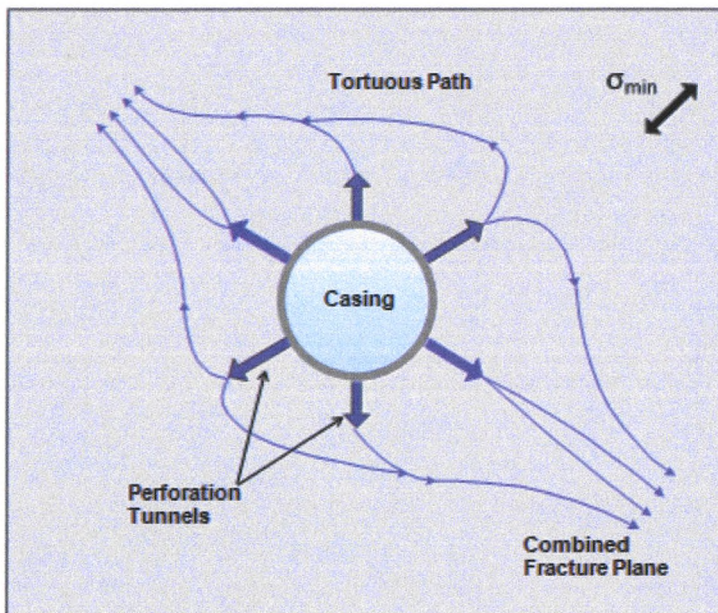 Tortuous Path
σmin
Casing
Perforation
Tunnels
Combined
Fracture Plane